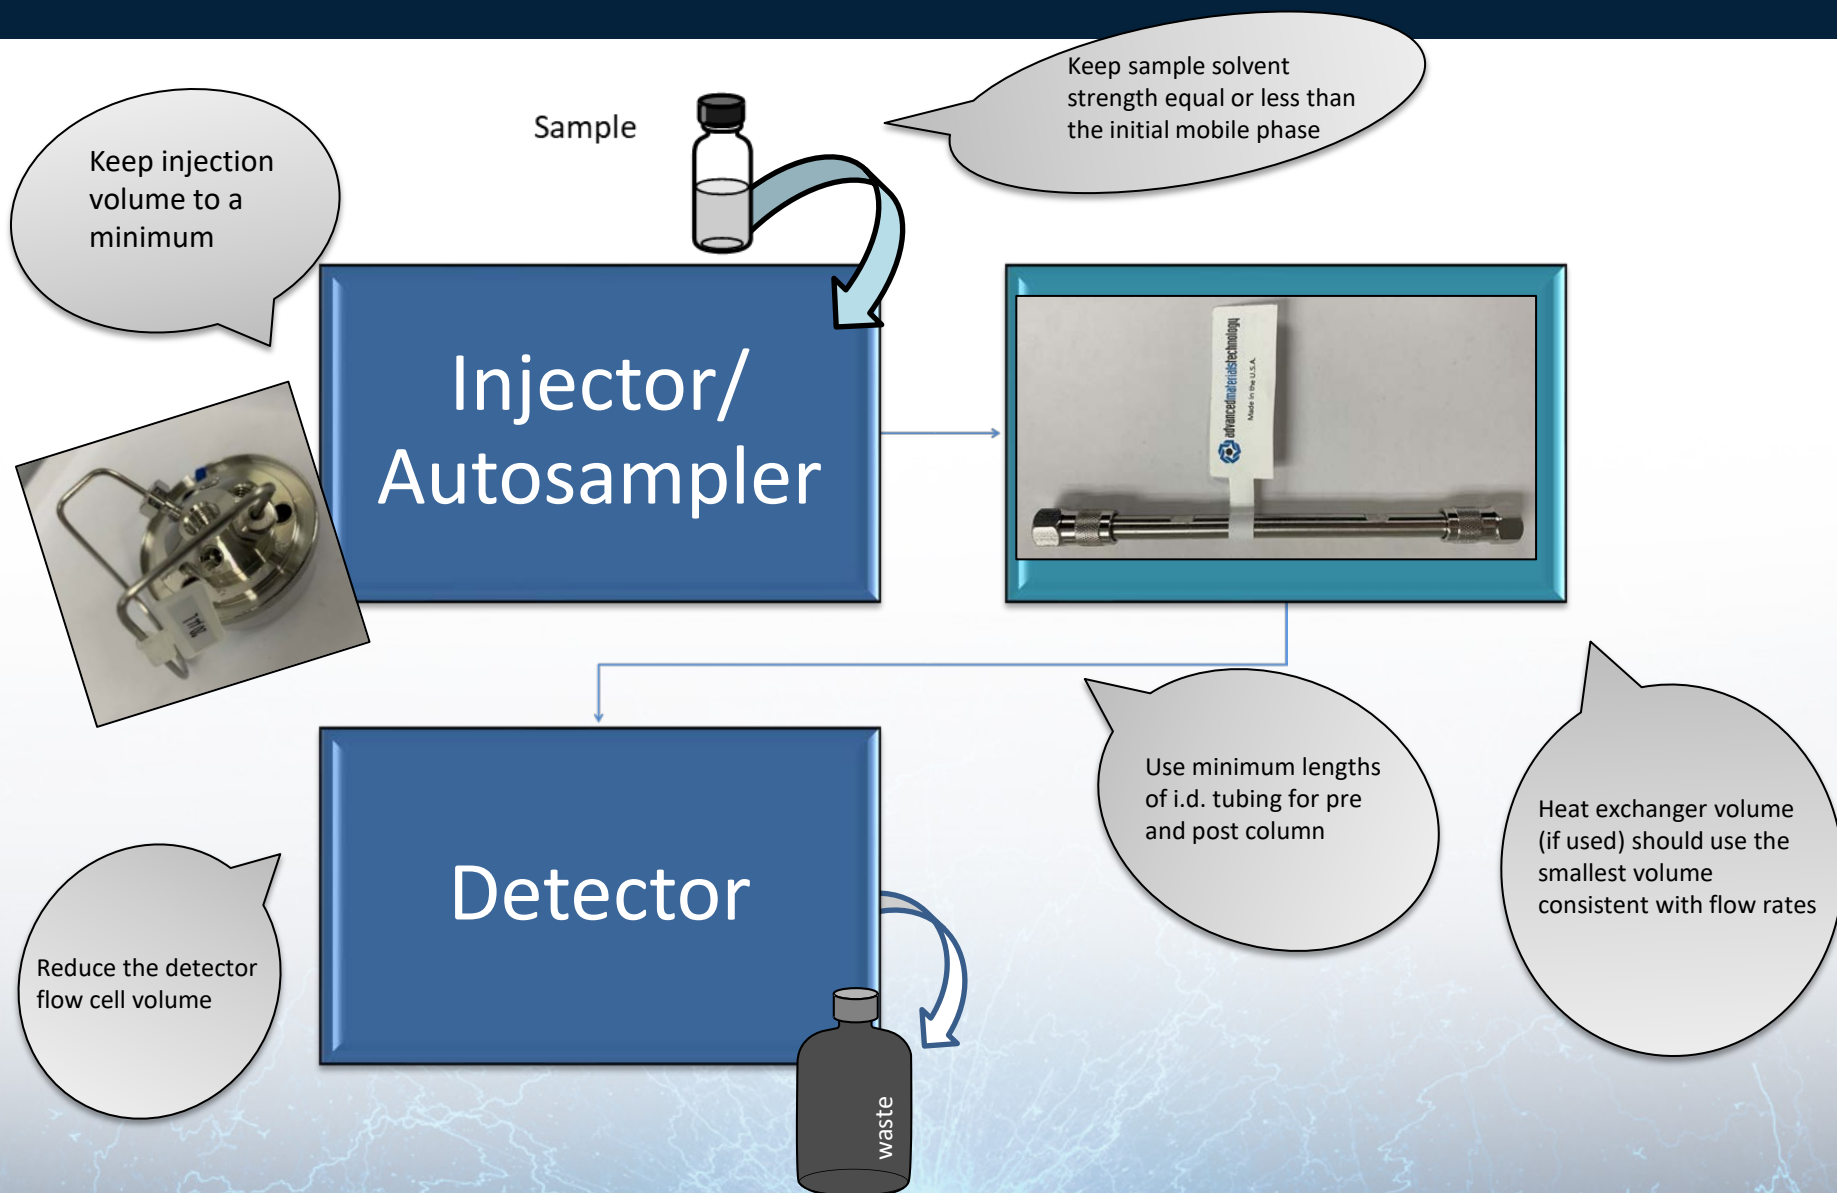 Keep sample solvent
strength equal or less than
the initial mobile phase
Sample
Keep injection
volume to a
minimum
Injector/
Autosampler
advancedmaterialstechnology
Made in the U.S.A.
Use minimum lengths
of i.d. tubing for pre
and post column
Heat exchanger volume
(if used) should use the
smallest volume
consistent with flow rates
Detector
Reduce the detector
flow cell volume
waste